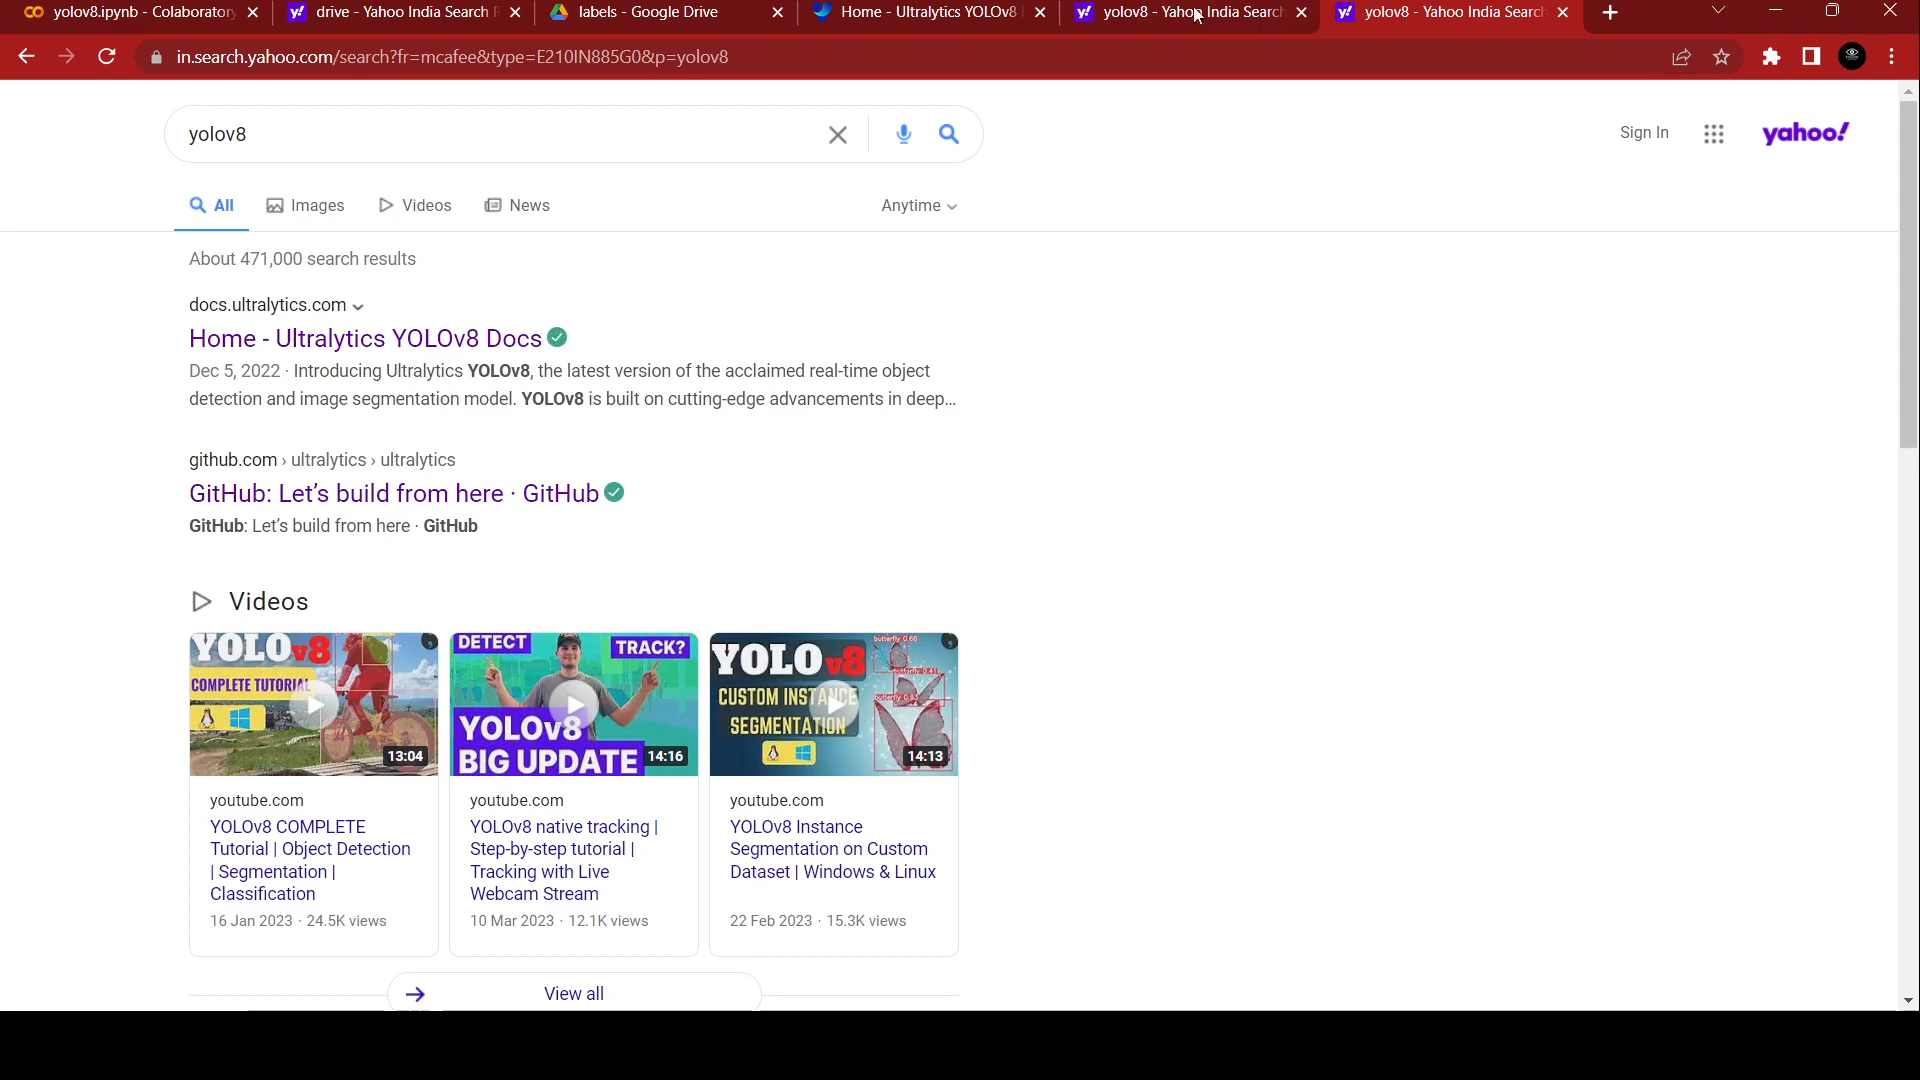 yolov8.ipynb - Colaboratory
drive - Yahoo India Search R
labels - Google Drive
Home - Ultralytics YOLOv8
yolov8 - Yahoo India Search
yolov8 - Yahoo India Search
in.search.yahoo.com/search?fr=mcafee&type=E210IN885G0&p=yolov8
yolov8
Sign In
yahoo!
All
Images
Videos
News
Anytime
About 471,000 search results
docs.ultralytics.com
Home - Ultralytics YOLOv8 Docs
Dec 5, 2022 · Introducing Ultralytics YOLOv8, the latest version of the acclaimed real-time object
detection and image segmentation model. YOLOv8 is built on cutting-edge advancements in deep...
github.com › ultralytics › ultralytics
GitHub: Let's build from here · GitHub
GitHub: Let's build from here · GitHub
Videos
YOLOv8
COMPLETE TUTORIAL
13:04
DETECT
TRACK?
YOLOv8
BIG UPDATE
14:16
YOLO v8
CUSTOM INSTANCE
SEGMENTATION
butterfly 0.66
butterfly 0.93
14:13
youtube.com
YOLOv8 COMPLETE
Tutorial | Object Detection
| Segmentation |
Classification
16 Jan 2023 · 24.5K views
youtube.com
YOLOv8 native tracking |
Step-by-step tutorial |
Tracking with Live
Webcam Stream
10 Mar 2023 · 12.1K views
youtube.com
YOLOv8 Instance
Segmentation on Custom
Dataset | Windows & Linux
22 Feb 2023 · 15.3K views
View all